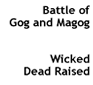 Battle of
Gog and Magog
Wicked
Dead Raised